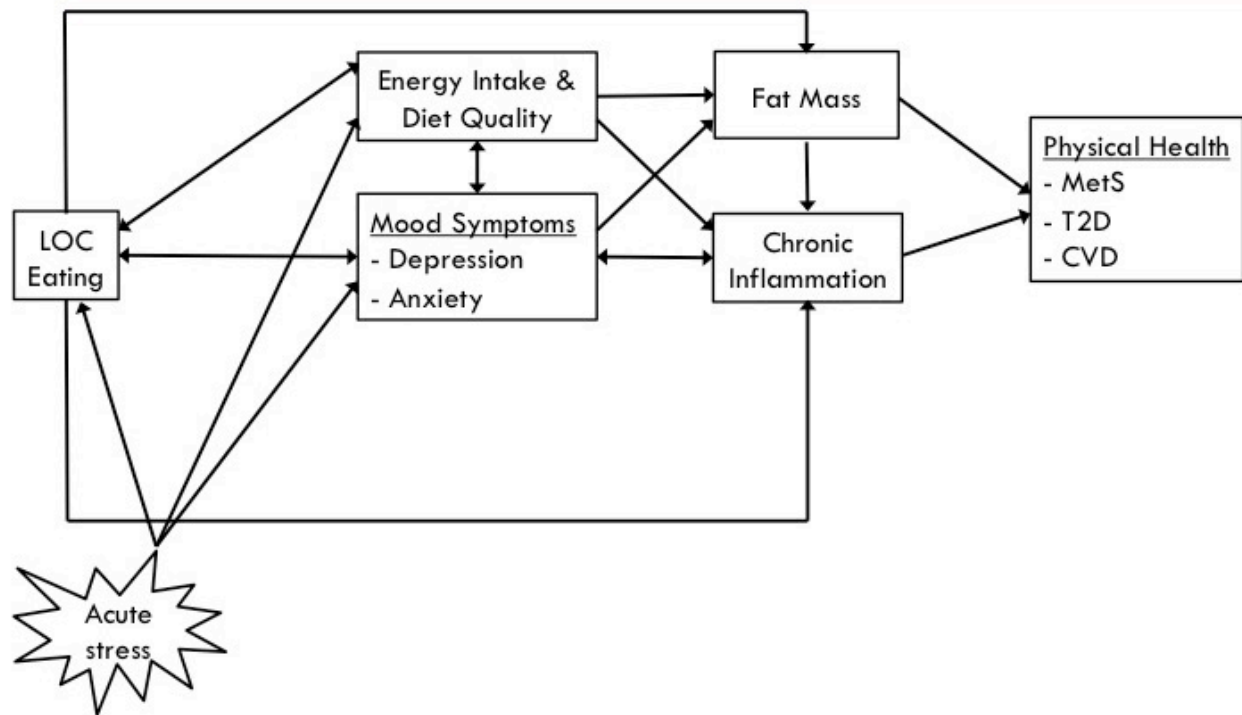 Energy Intake &
Diet Quality
Fat Mass
Physical Health
- MetS
- T2D
- CVD
LOC
Eating
Mood Symptoms
- Depression
- Anxiety
Chronic
Inflammation
Acute
stress